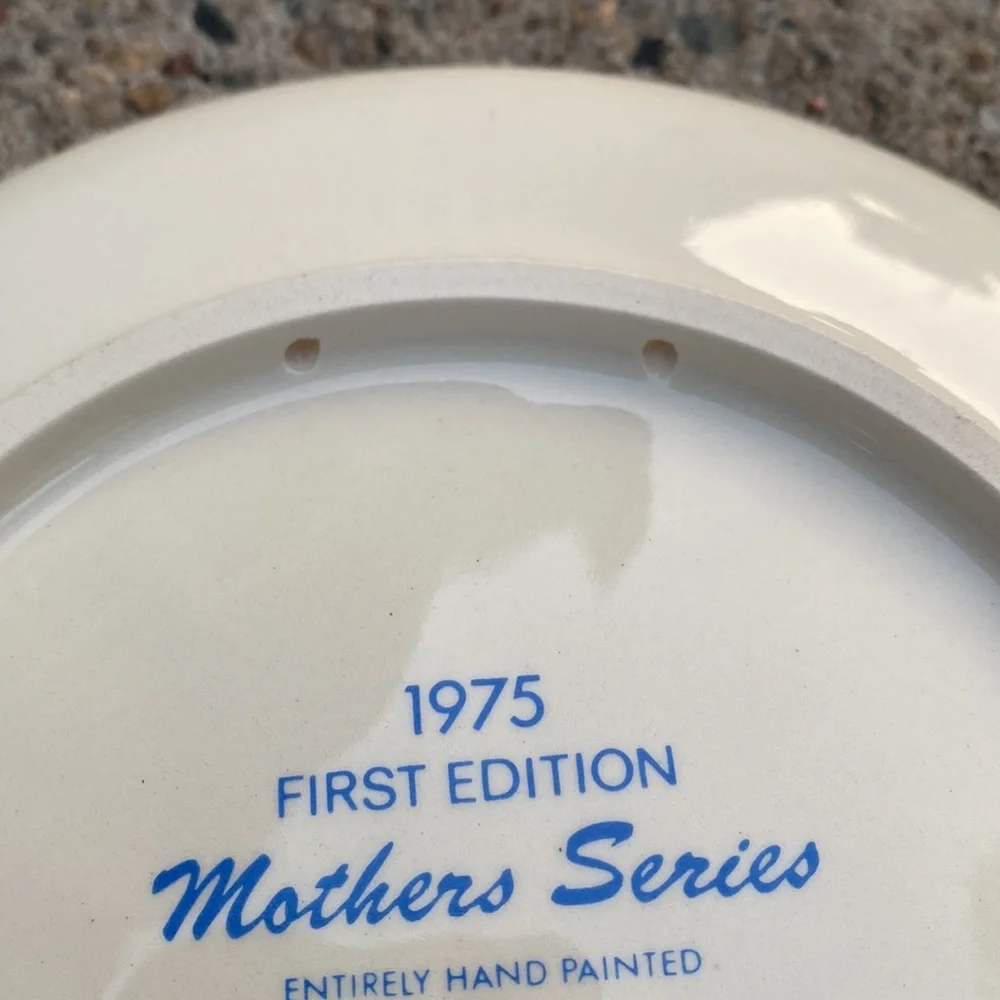 1975
FIRST EDITION
Mothers Series
ENTIRELY HAND PAINTED